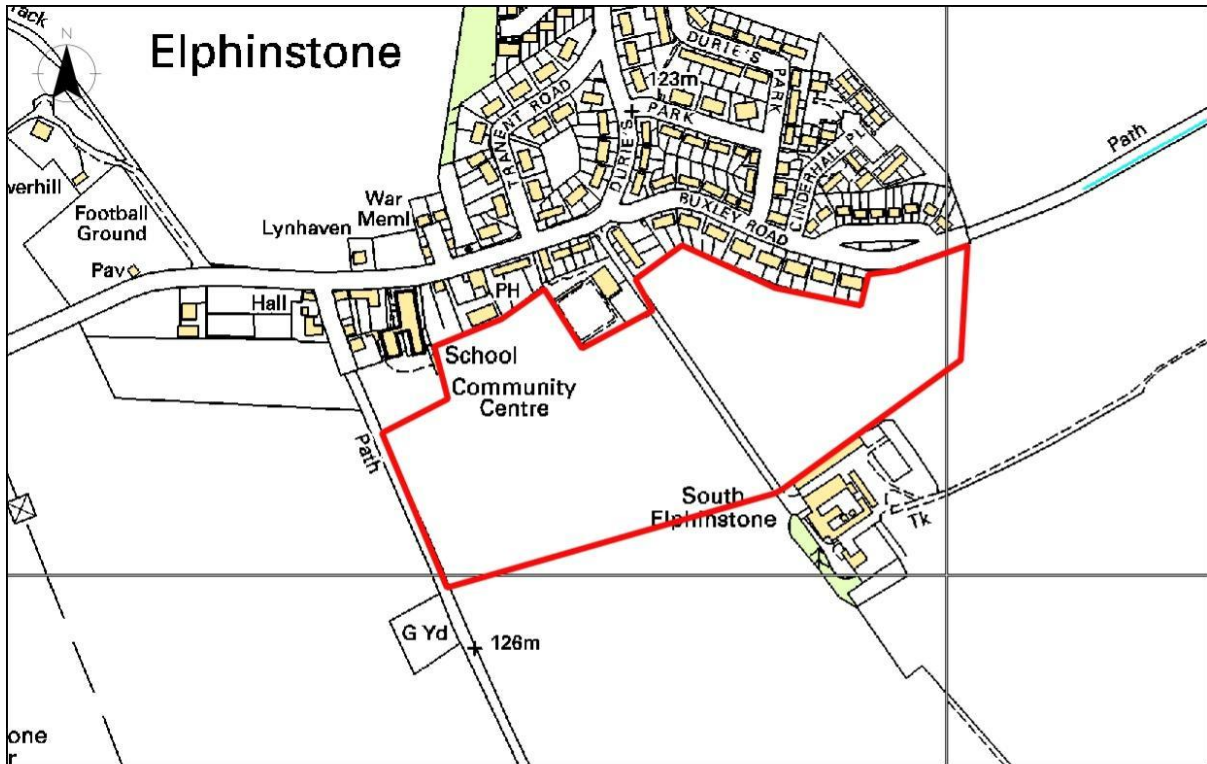 Track
N
Elphinstone
DURIE'S
PARK
123m
TRANENT ROAD
PARK
DURIE'S
CINDERHALL PL
Path
verhill
War
Meml
Football
Ground
Lynhaven
BUXLEY ROAD
Pav
PH
Hall
School
Community
Centre
Path
South
Elphinstone
Tk
G Yd
126m
one
r